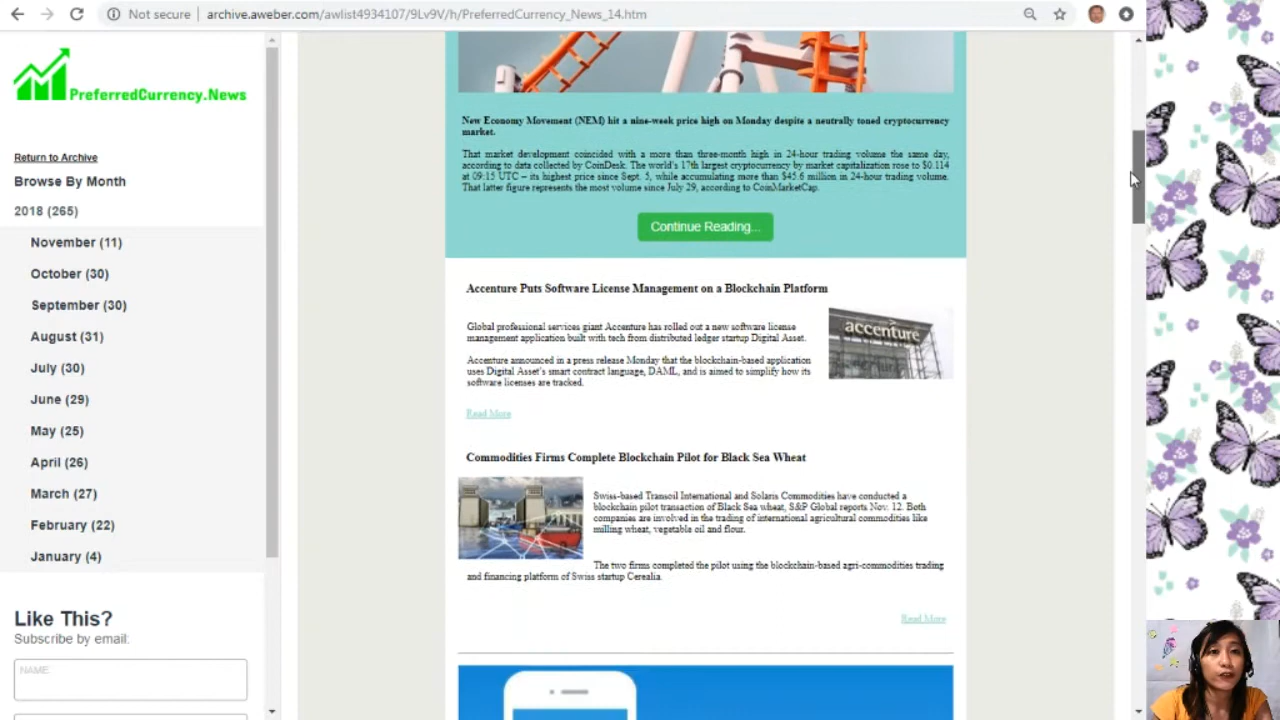 Not secure | archive.aweber.com/awlist4934107/9Lv9V/h/PreferredCurrency_News_14.htm
PreferredCurrency.News
Return to Archive
Browse By Month
2018 (265)
November (11)
October (30)
September (30)
August (31)
July (30)
June (29)
May (25)
April (26)
March (27)
February (22)
January (4)
Like This?
Subscribe by email:
NAME
New Economy Movement (NEM) hit a nine-week price high on Monday despite a neutrally toned cryptocurrency
market.
That market development coincided with a more than three-month high in 24-hour trading volume the same day,
according to data collected by CoinDesk. The world's 17th largest cryptocurrency by market capitalization rose to $0.114
at 09:15 UTC – its highest price since Sept. 5, while accumulating more than $45.6 million in 24-hour trading volume.
That latter figure represents the most volume since July 29, according to CoinMarketCap.
Continue Reading...
Accenture Puts Software License Management on a Blockchain Platform
Global professional services giant Accenture has rolled out a new software license
management application built with tech from distributed ledger startup Digital Asset.
Accenture announced in a press release Monday that the blockchain-based application
uses Digital Asset's smart contract language, DAML, and is aimed to simplify how its
software licenses are tracked.
accenture
Read More
Commodities Firms Complete Blockchain Pilot for Black Sea Wheat
Swiss-based Transoil International and Solaris Commodities have conducted a
blockchain pilot transaction of Black Sea wheat, S&P Global reports Nov. 12. Both
companies are involved in the trading of international agricultural commodities like
milling wheat, vegetable oil and flour.
The two firms completed the pilot using the blockchain-based agri-commodities trading
and financing platform of Swiss startup Cerealia.
Read More